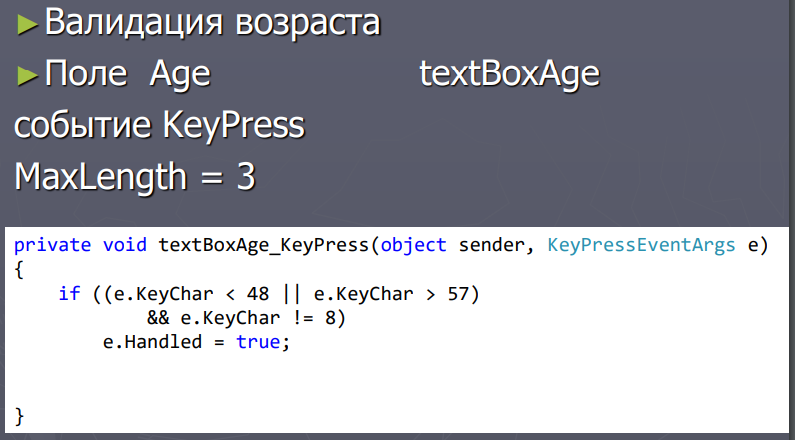 ►Валидация возраста
►Поле Age textBoxAge
событие KeyPress
MaxLength = 3
private void textBoxAge_KeyPress(object sender, KeyPressEventArgs e)
{
if ((e.KeyChar < 48 || e.KeyChar > 57)
&& e.KeyChar != 8)
e.Handled = true;
}